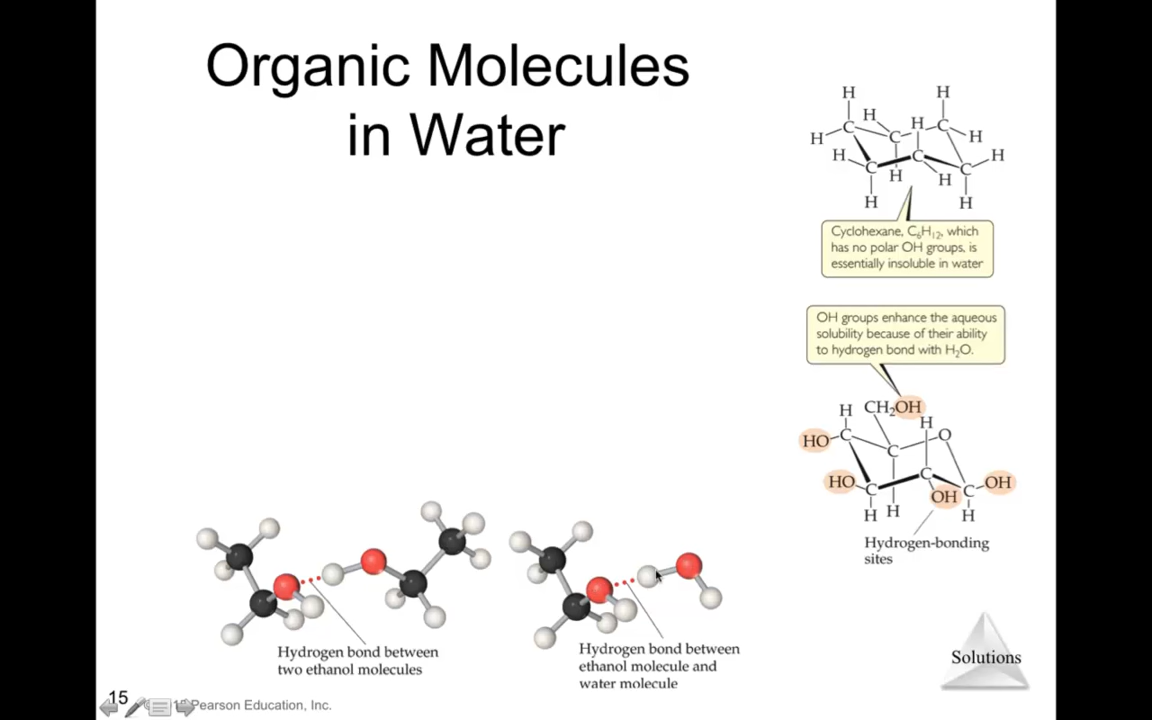 Organic Molecules
in Water
H H
H H
H C C C H
H C C H
C H H C
H H
Cyclohexane, C6H12, which
has no polar OH groups, is
essentially insoluble in water
OH groups enhance the aqueous
solubility because of their ability
to hydrogen bond with H2O.
H CH2OH
H
HO C O
C
HO C C C OH
OH
H H H
Hydrogen-bonding
sites
Hydrogen bond between
two ethanol molecules
Hydrogen bond between
ethanol molecule and
water molecule
Solutions
15
Pearson Education, Inc.